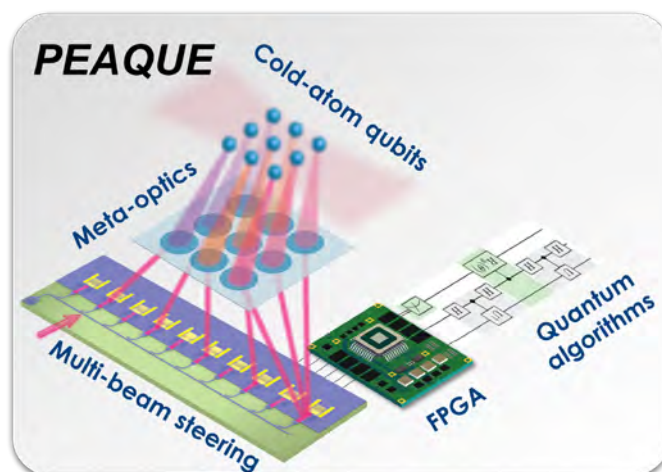 PEAQUE
Cold-atom qubits
Meta-optics
Multi-beam steering
FPGA
Quantum
algorithms